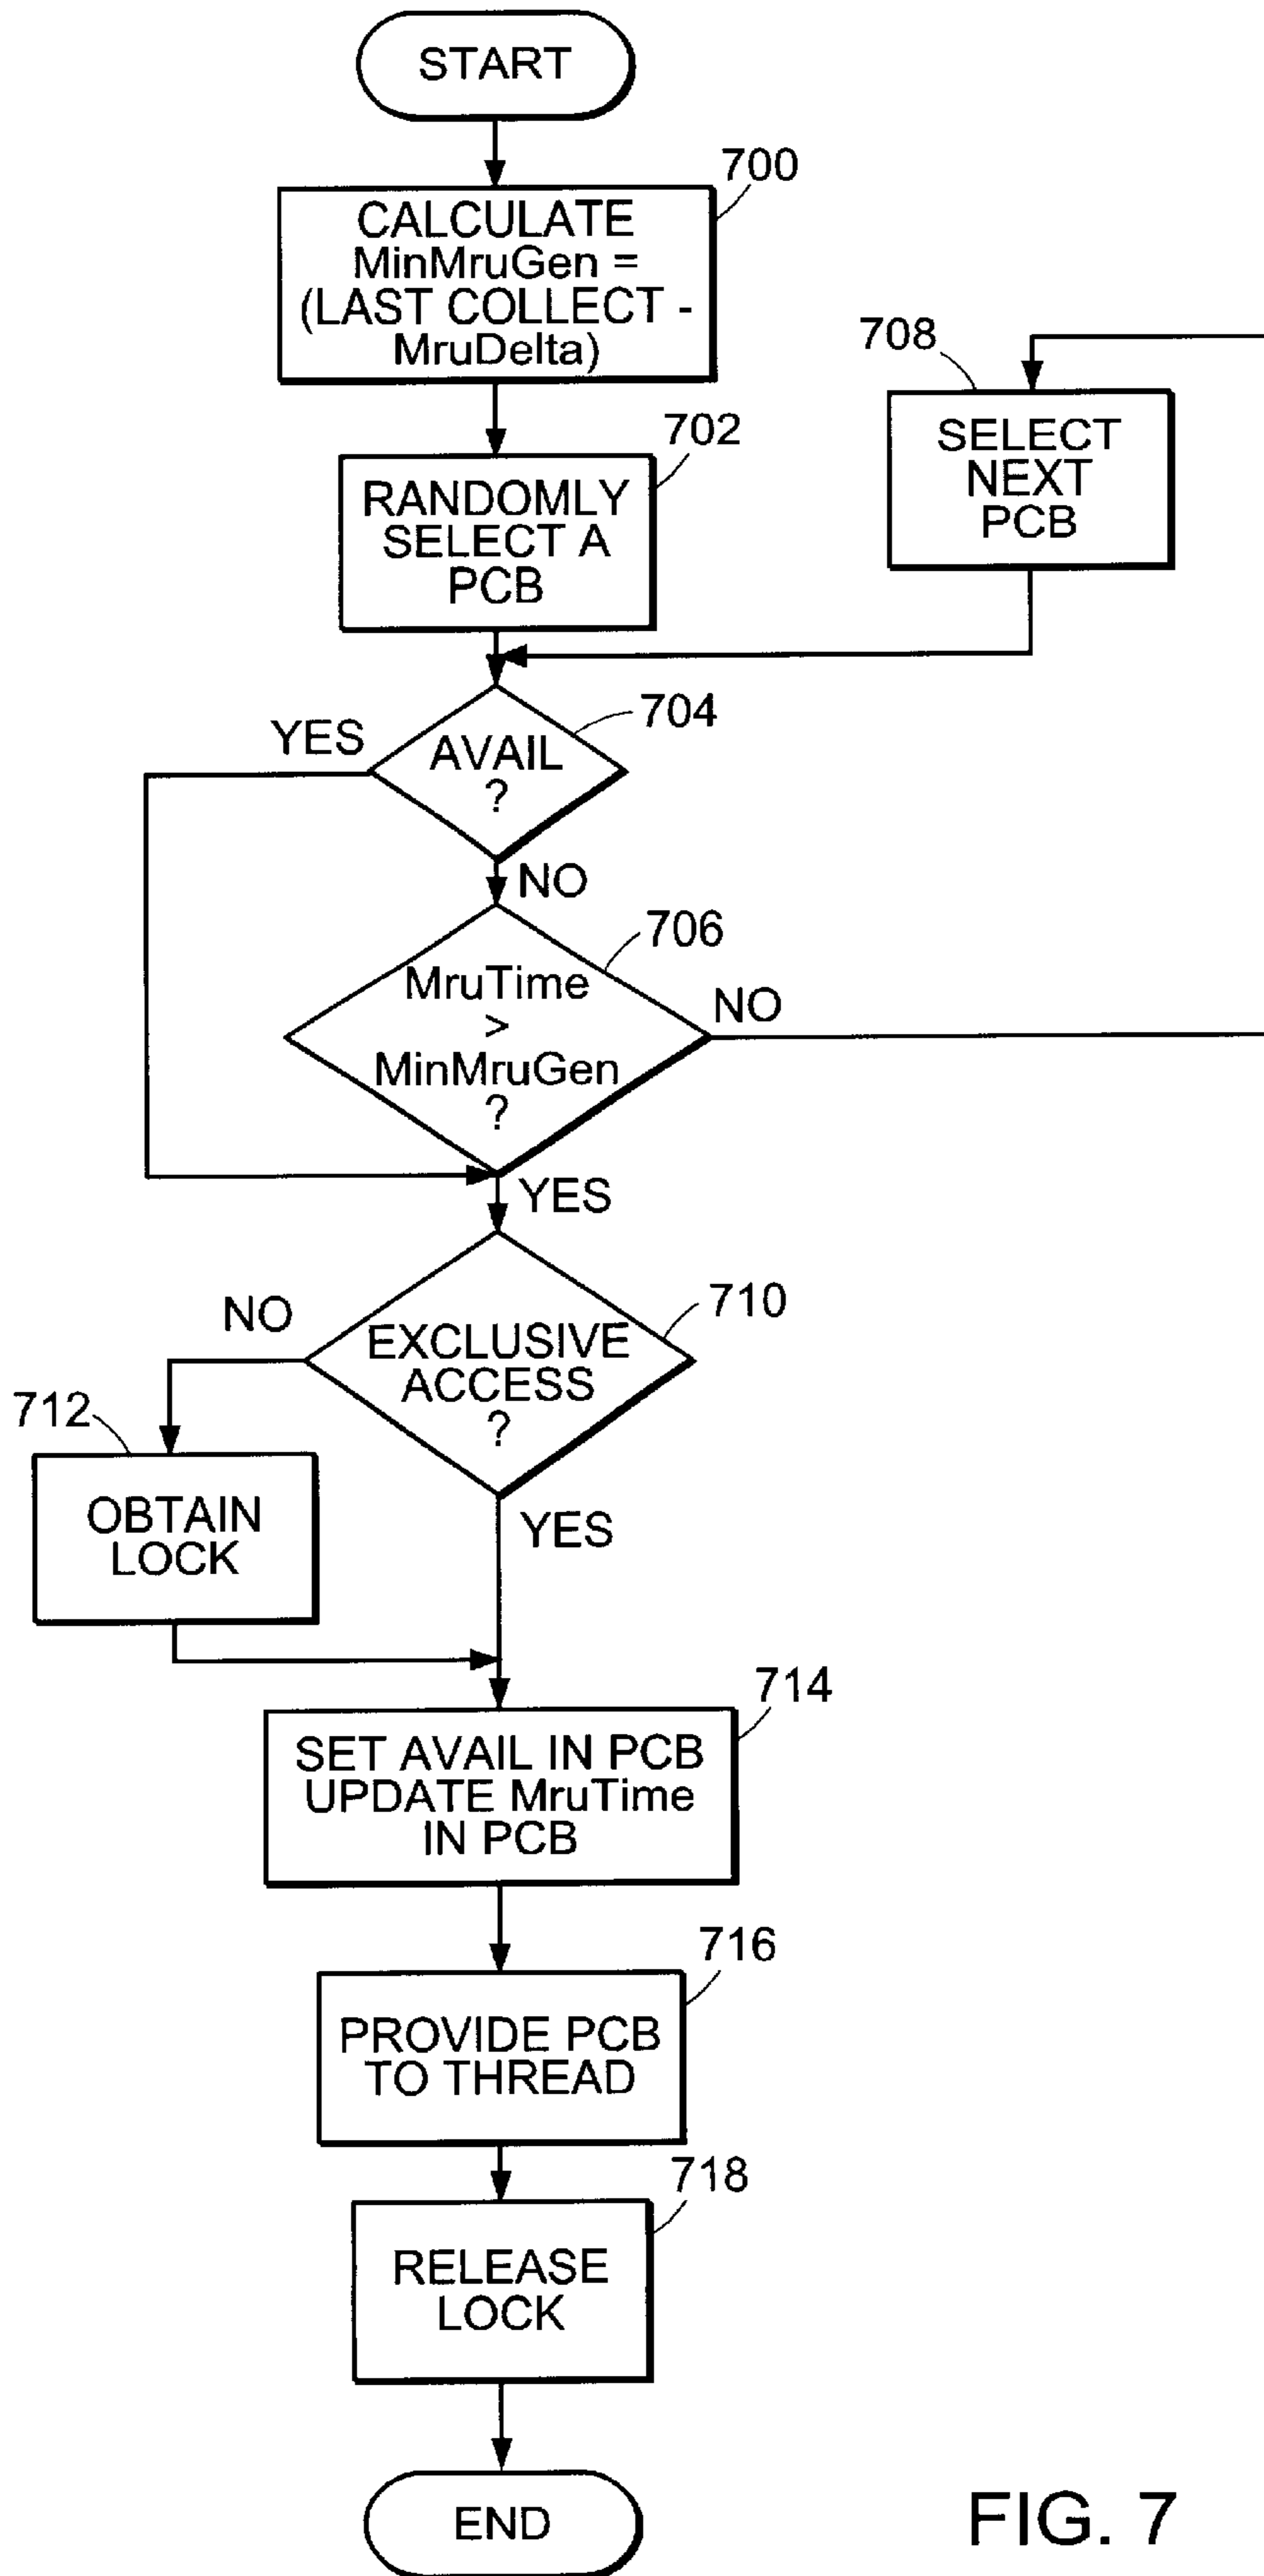 START
700
CALCULATE
MinMruGen =
(LAST COLLECT -
MruDelta)
708
SELECT
NEXT
PCB
702
RANDOMLY
SELECT A
PCB
704
YES
AVAIL
?
NO
706
MruTime
>
MinMruGen
?
NO
YES
710
NO
EXCLUSIVE
ACCESS
?
712
OBTAIN
LOCK
YES
714
SET AVAIL IN PCB
UPDATE MruTime
IN PCB
716
PROVIDE PCB
TO THREAD
718
RELEASE
LOCK
END
FIG. 7